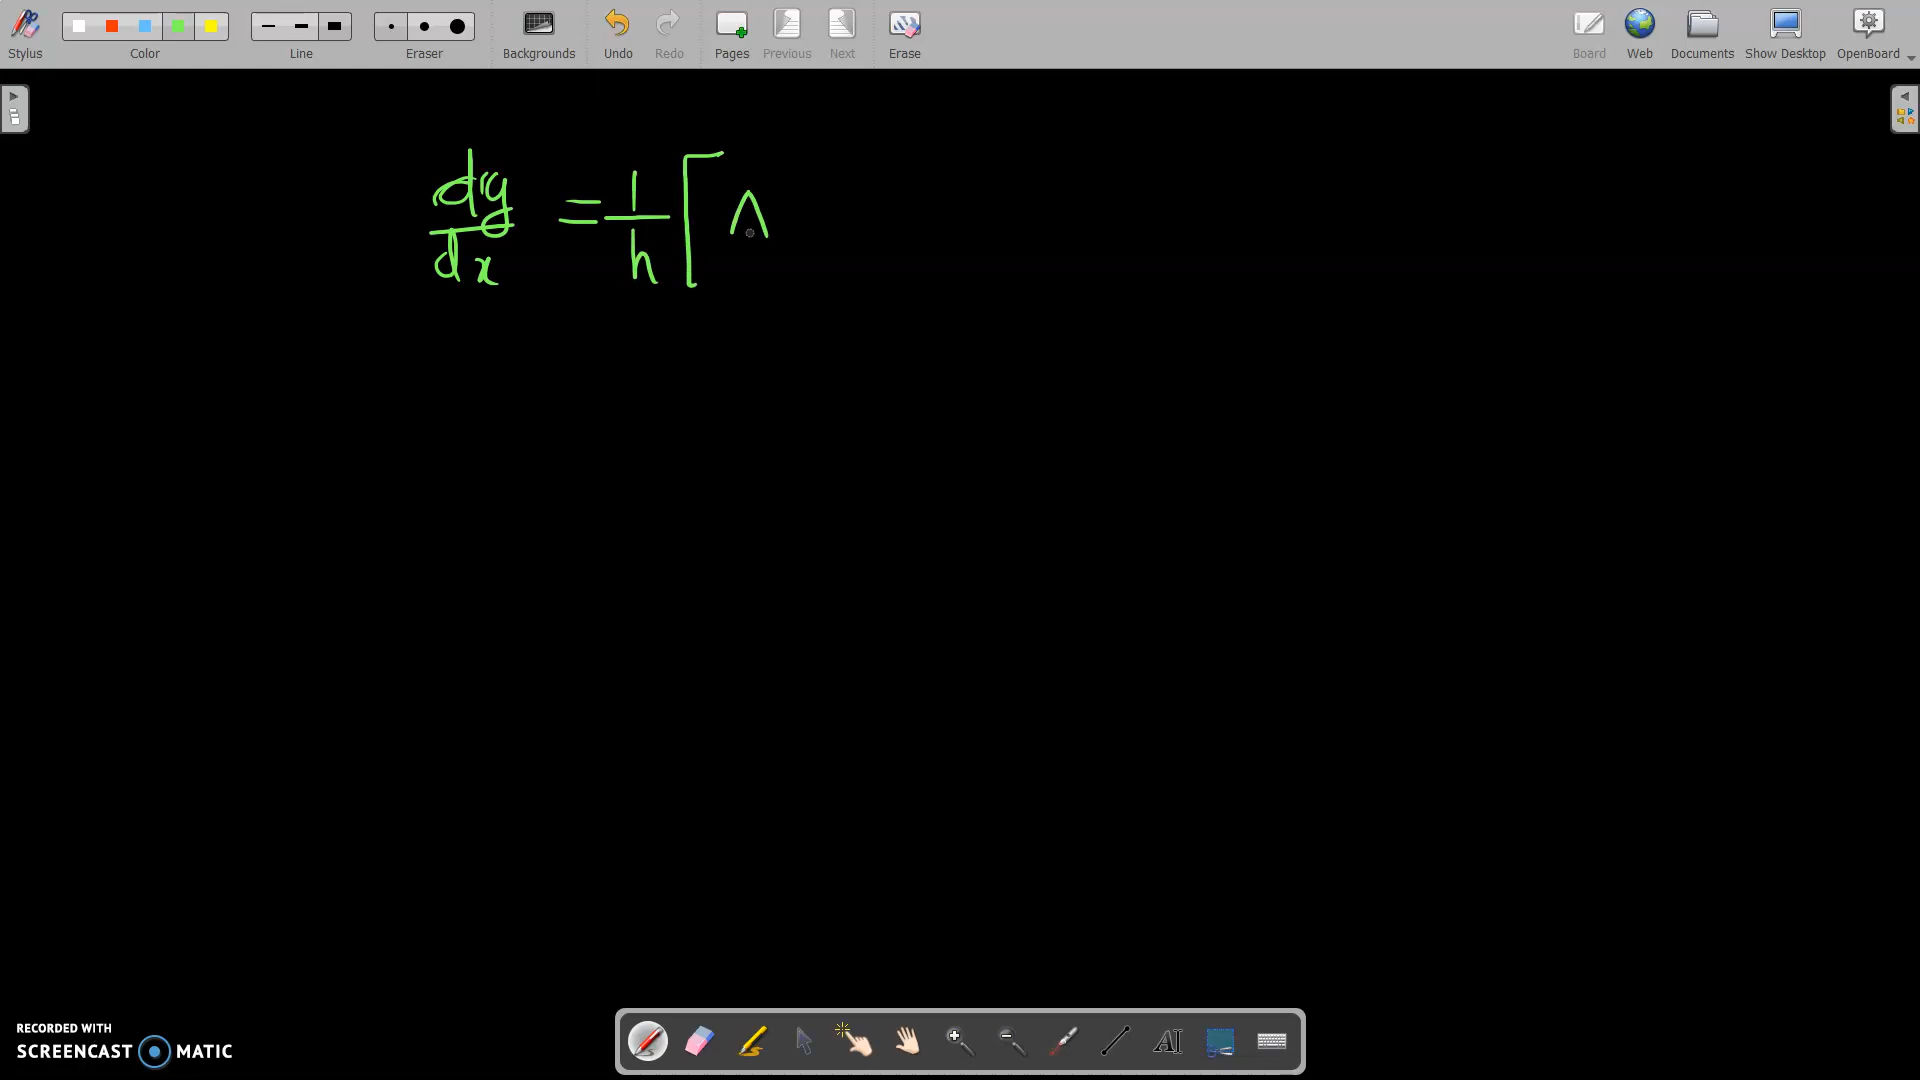 Stylus Color Line Eraser Backgrounds Undo Redo Pages Previous Next Erase Board Web Documents Show Desktop OpenBoard
dy/dx = 1/h [ Λ
AI
RECORDED WITH
SCREENCAST MATIC